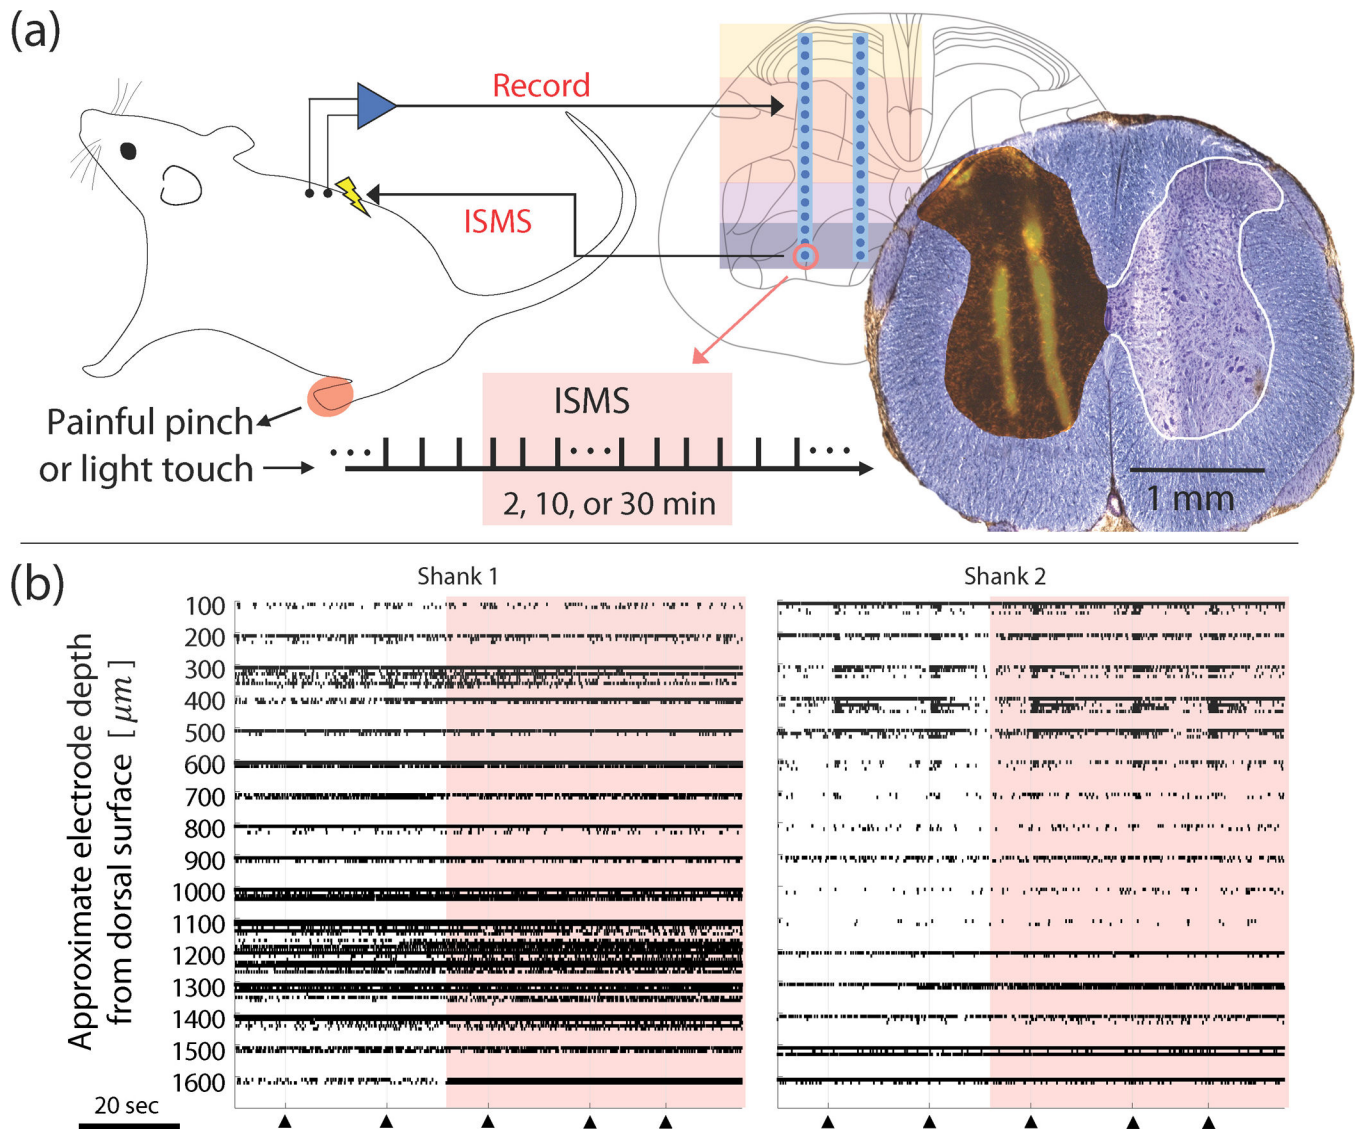 (a)
Record
ISMS
ISMS
Painful pinch
or light touch
2, 10, or 30 min
1 mm
(b)
Shank 1
Shank 2
Approximate electrode depth
from dorsal surface [μm]
100
200
300
400
500
600
700
800
900
1000
1100
1200
1300
1400
1500
1600
20 sec